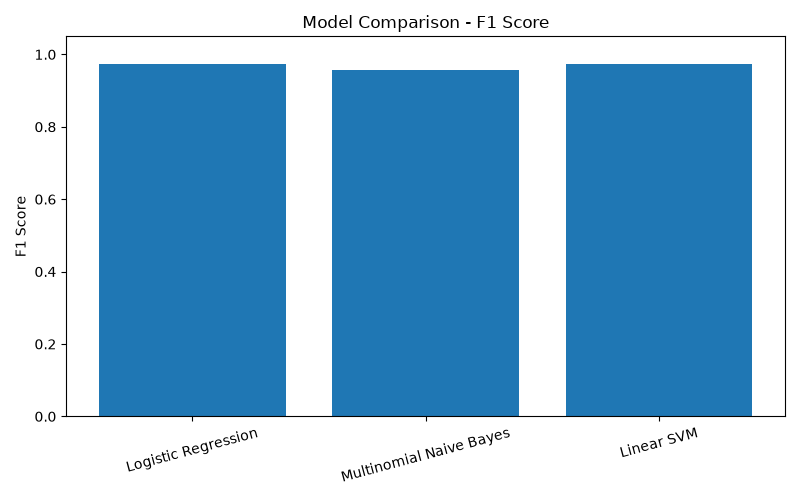 Model Comparison - F1 Score
F1 Score
1.0
0.8
0.6
0.4
0.2
0.0
Logistic Regression
Multinomial Naive Bayes
Linear SVM